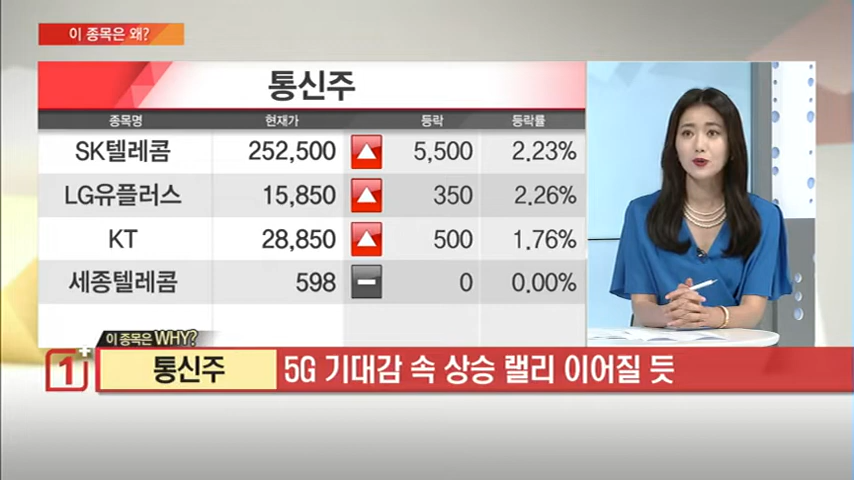 이 종목은 왜?
통신주
종목명 현재가 등락 등락률
SK텔레콤 252,500 5,500 2.23%
LG유플러스 15,850 350 2.26%
KT 28,850 500 1.76%
세종텔레콤 598 0 0.00%
이 종목은 WHY?
1+ 통신주 5G 기대감 속 상승 랠리 이어질 듯